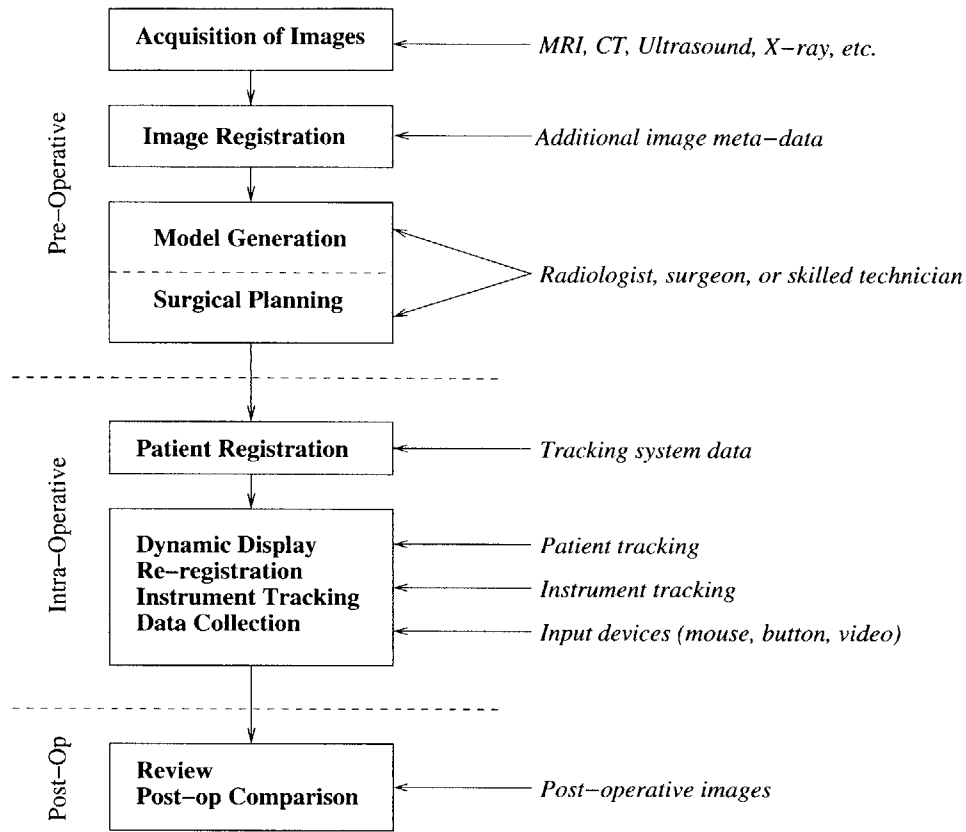 Acquisition of Images
MRI, CT, Ultrasound, X−ray, etc.
Pre−Operative
Image Registration
Additional image meta−data
Model Generation
Surgical Planning
Radiologist, surgeon, or skilled technician
Intra−Operative
Patient Registration
Tracking system data
Dynamic Display
Re−registration
Instrument Tracking
Data Collection
Patient tracking
Instrument tracking
Input devices (mouse, button, video)
Post−Op
Review
Post−op Comparison
Post−operative images